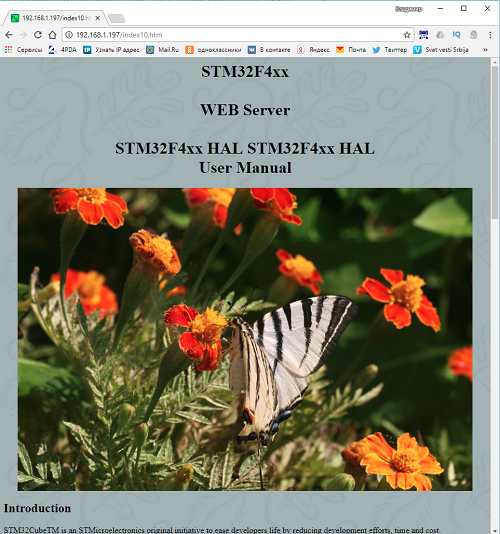 Владимир
192.168.1.197/index10.htm
192.168.1.197/index10.htm
Сервисы 4PDA IP Узнать IP адрес Mail.Ru одноклассники В контакте Яндекс Почта Твиттер Svet vesti Srbija »
STM32F4xx
WEB Server
STM32F4xx HAL STM32F4xx HAL
User Manual
Introduction
STM32CubeTM is an STMicroelectronics original initiative to ease developers life by reducing development efforts, time and cost.